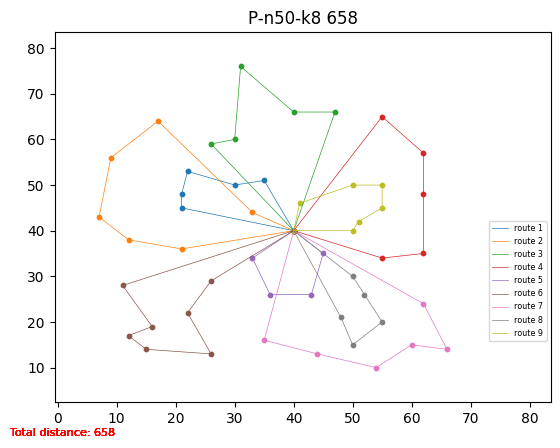 P-n50-k8 658
80
70
60
50
40
30
20
10
0 10 20 30 40 50 60 70 80
route 1
route 2
route 3
route 4
route 5
route 6
route 7
route 8
route 9
Total distance: